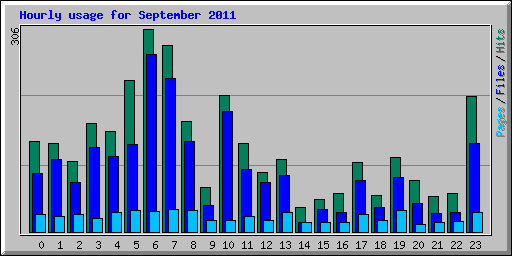 Hourly usage for September 2011
306
Pages / Files / Hits
0 1 2 3 4 5 6 7 8 9 10 11 12 13 14 15 16 17 18 19 20 21 22 23